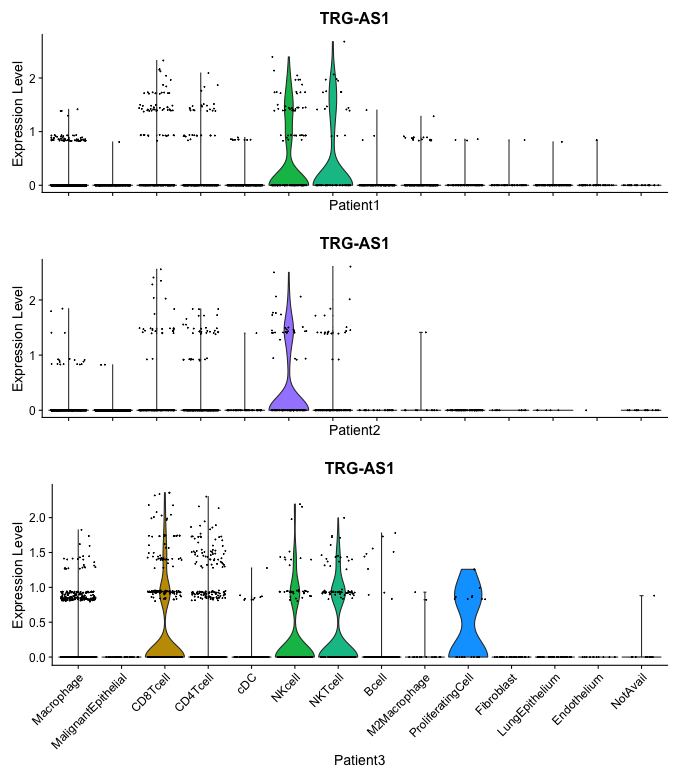 TRG-AS1
Expression Level
2
1
0
Patient1
TRG-AS1
Expression Level
2
1
0
Patient2
TRG-AS1
Expression Level
2.0
1.5
1.0
0.5
0.0
Macrophage
MalignantEpithelial
CD8Tcell
CD4Tcell
cDC
NKcell
NKTcell
Bcell
M2Macrophage
ProliferatingCell
Fibroblast
LungEpithelium
Endothelium
NotAvail
Patient3